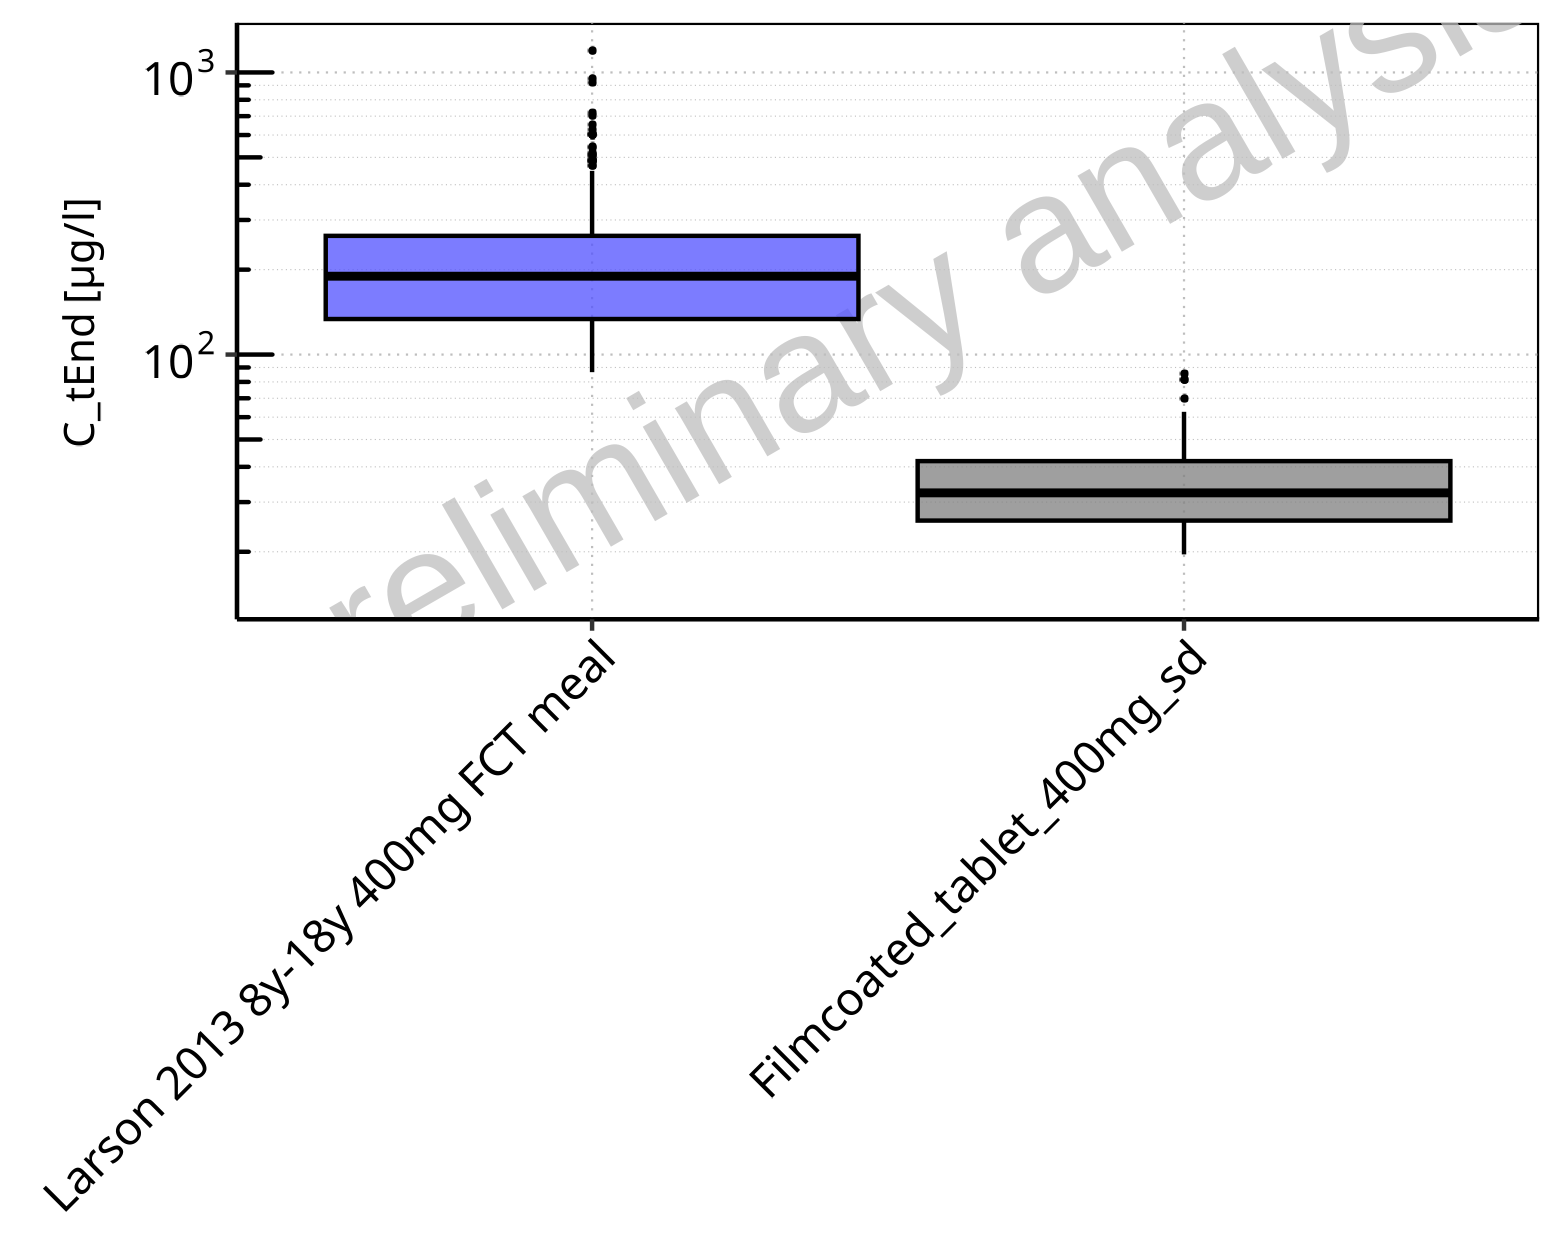 10³
10²
C_tEnd [µg/l]
reliminary analysis
Larson 2013 8y-18y 400mg FCT meal
Filmcoated_tablet_400mg_sd